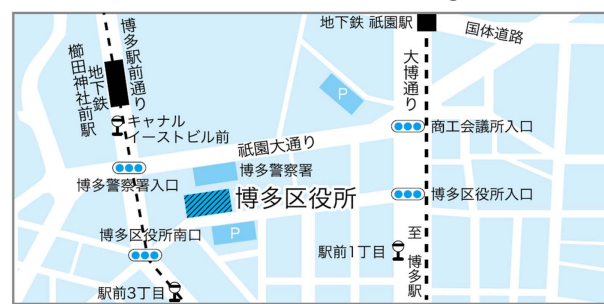 地下鉄 祇園駅
国体道路
博多駅前通り
地下鉄
櫛田神社前駅
大博通り
P
キャナル
イーストビル前
祇園大通り
商工会議所入口
博多警察署入口
博多警察署
博多区役所
博多区役所入口
博多区役所南口
P
駅前1丁目
至 博多駅
駅前3丁目